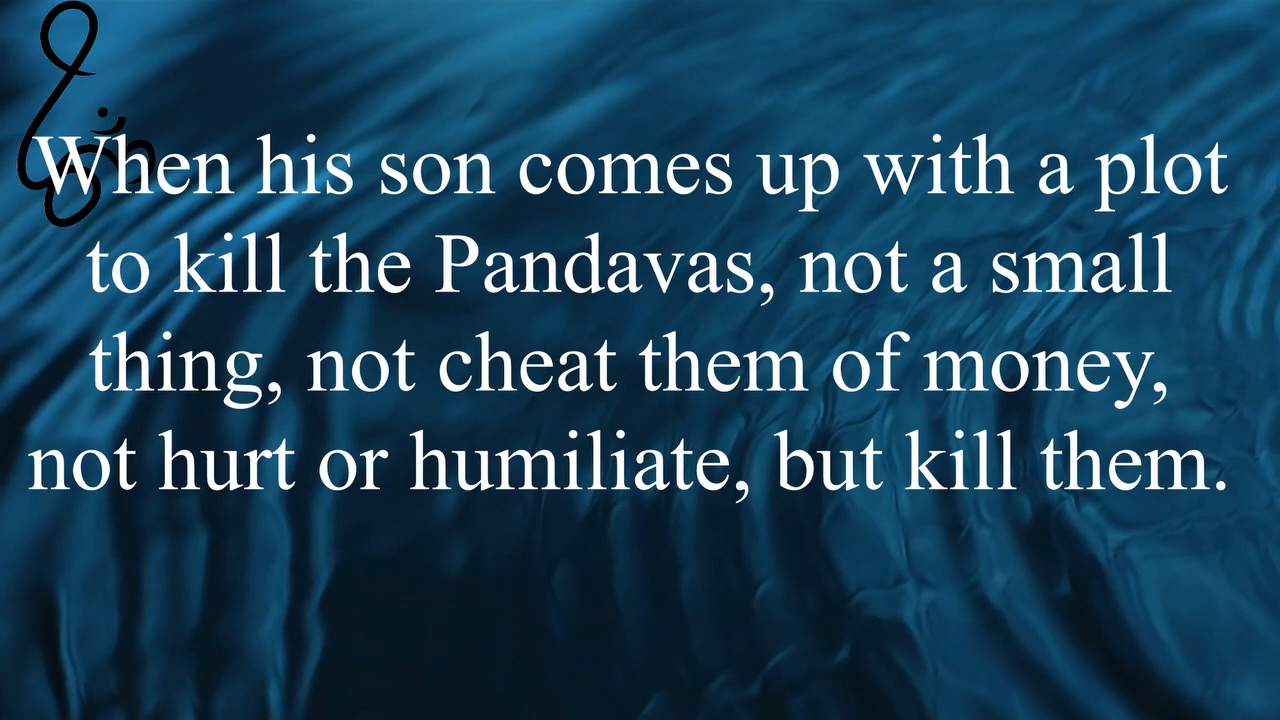 When his son comes up with a plot
to kill the Pandavas, not a small
thing, not cheat them of money,
not hurt or humiliate, but kill them.